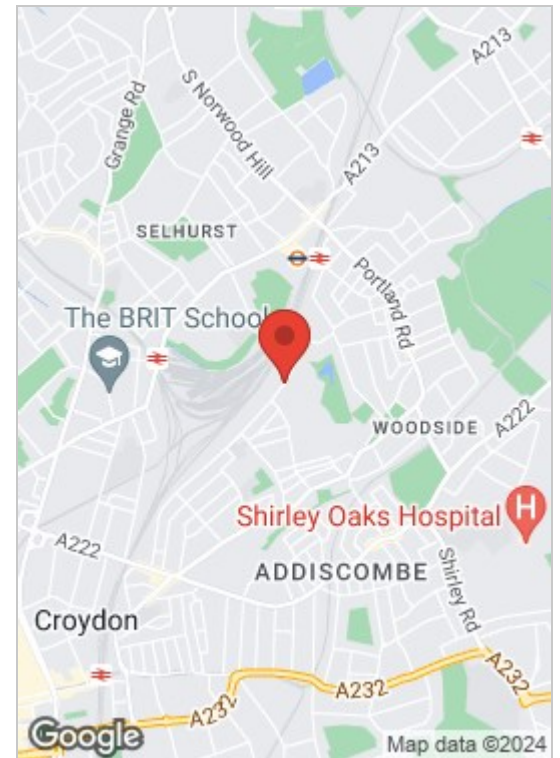 A213
S Norwood Hill
Grange Rd
A213
SELHURST
Portland Rd
The BRIT School
A222
WOODSIDE
Shirley Oaks Hospital
H
A222
Shirley Rd
ADDISCOMBE
Croydon
A232
A232
A232
Google
Map data ©2024